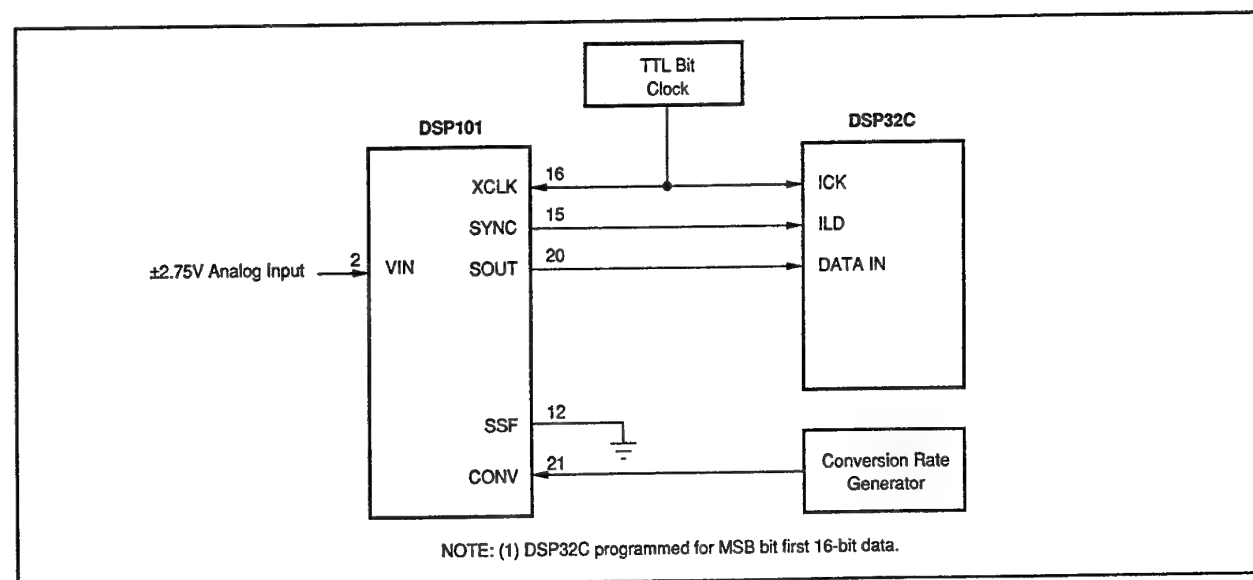 TTL Bit
Clock
DSP101
DSP32C
XCLK
16
ICK
SYNC
15
ILD
±2.75V Analog Input
2
VIN
SOUT
20
DATA IN
SSF
12
CONV
21
Conversion Rate
Generator
NOTE: (1) DSP32C programmed for MSB bit first 16-bit data.